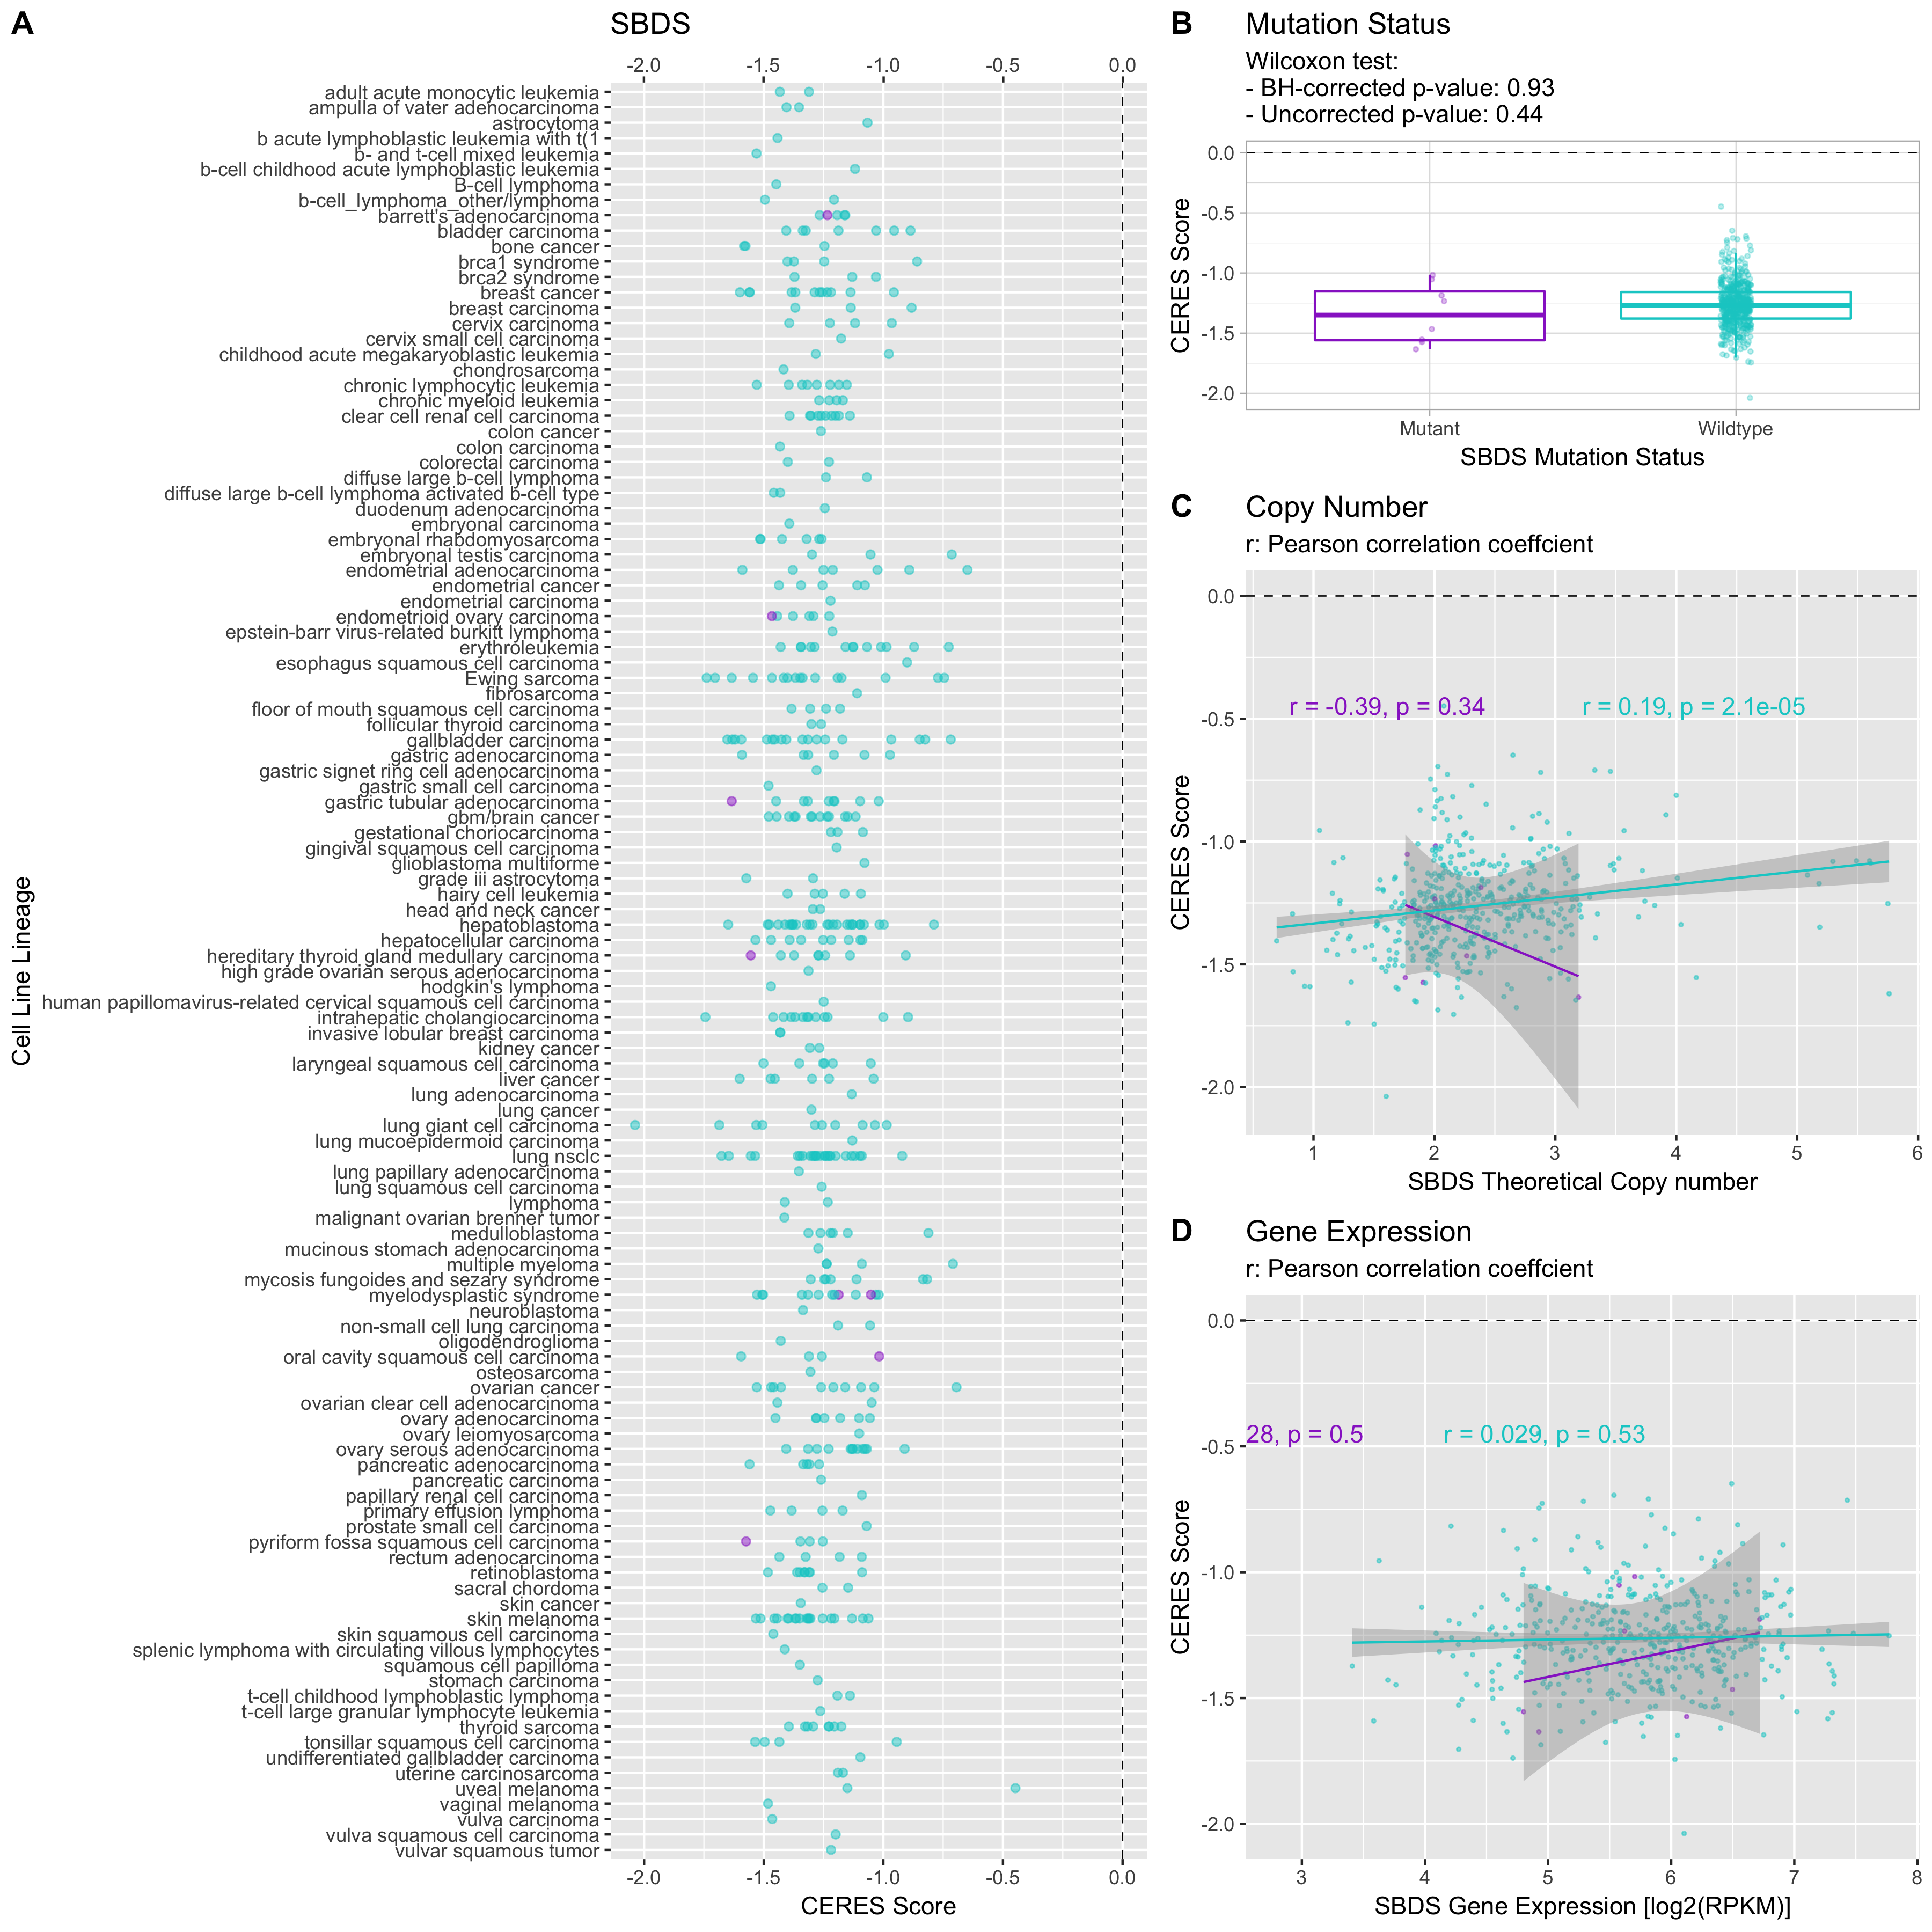 A
SBDS
-2.0 -1.5 -1.0 -0.5 0.0
adult acute monocytic leukemia
ampulla of vater adenocarcinoma
astrocytoma
b acute lymphoblastic leukemia with t(1
b- and t-cell mixed leukemia
b-cell childhood acute lymphoblastic leukemia
B-cell lymphoma
b-cell_lymphoma_other/lymphoma
barrett's adenocarcinoma
bladder carcinoma
bone cancer
brca1 syndrome
brca2 syndrome
breast cancer
breast carcinoma
cervix carcinoma
cervix small cell carcinoma
childhood acute megakaryoblastic leukemia
chondrosarcoma
chronic lymphocytic leukemia
chronic myeloid leukemia
clear cell renal cell carcinoma
colon cancer
colon carcinoma
colorectal carcinoma
diffuse large b-cell lymphoma
diffuse large b-cell lymphoma activated b-cell type
duodenum adenocarcinoma
embryonal carcinoma
embryonal rhabdomyosarcoma
embryonal testis carcinoma
endometrial adenocarcinoma
endometrial cancer
endometrial carcinoma
endometrioid ovary carcinoma
epstein-barr virus-related burkitt lymphoma
erythroleukemia
esophagus squamous cell carcinoma
Ewing sarcoma
fibrosarcoma
floor of mouth squamous cell carcinoma
follicular thyroid carcinoma
gallbladder carcinoma
gastric adenocarcinoma
gastric signet ring cell adenocarcinoma
gastric small cell carcinoma
gastric tubular adenocarcinoma
gbm/brain cancer
gestational choriocarcinoma
gingival squamous cell carcinoma
glioblastoma multiforme
grade iii astrocytoma
hairy cell leukemia
head and neck cancer
hepatoblastoma
hepatocellular carcinoma
hereditary thyroid gland medullary carcinoma
high grade ovarian serous adenocarcinoma
hodgkin's lymphoma
human papillomavirus-related cervical squamous cell carcinoma
intrahepatic cholangiocarcinoma
invasive lobular breast carcinoma
kidney cancer
laryngeal squamous cell carcinoma
liver cancer
lung adenocarcinoma
lung cancer
lung giant cell carcinoma
lung mucoepidermoid carcinoma
lung nsclc
lung papillary adenocarcinoma
lung squamous cell carcinoma
lymphoma
malignant ovarian brenner tumor
medulloblastoma
mucinous stomach adenocarcinoma
multiple myeloma
mycosis fungoides and sezary syndrome
myelodysplastic syndrome
neuroblastoma
non-small cell lung carcinoma
oligodendroglioma
oral cavity squamous cell carcinoma
osteosarcoma
ovarian cancer
ovarian clear cell adenocarcinoma
ovary adenocarcinoma
ovary leiomyosarcoma
ovary serous adenocarcinoma
pancreatic adenocarcinoma
pancreatic carcinoma
papillary renal cell carcinoma
primary effusion lymphoma
prostate small cell carcinoma
pyriform fossa squamous cell carcinoma
rectum adenocarcinoma
retinoblastoma
sacral chordoma
skin cancer
skin melanoma
skin squamous cell carcinoma
splenic lymphoma with circulating villous lymphocytes
squamous cell papilloma
stomach carcinoma
t-cell childhood lymphoblastic lymphoma
t-cell large granular lymphocyte leukemia
thyroid sarcoma
tonsillar squamous cell carcinoma
undifferentiated gallbladder carcinoma
uterine carcinosarcoma
uveal melanoma
vaginal melanoma
vulva carcinoma
vulva squamous cell carcinoma
vulvar squamous tumor
-2.0 -1.5 -1.0 -0.5 0.0
CERES Score
Cell Line Lineage
B
Mutation Status
Wilcoxon test:
- BH-corrected p-value: 0.93
- Uncorrected p-value: 0.44
0.0
-0.5
-1.0
-1.5
-2.0
CERES Score
Mutant Wildtype
SBDS Mutation Status
C
Copy Number
r: Pearson correlation coeffcient
0.0
-0.5
-1.0
-1.5
-2.0
CERES Score
r = -0.39, p = 0.34 r = 0.19, p = 2.1e-05
1 2 3 4 5 6
SBDS Theoretical Copy number
D
Gene Expression
r: Pearson correlation coeffcient
0.0
-0.5
-1.0
-1.5
-2.0
CERES Score
28, p = 0.5 r = 0.029, p = 0.53
3 4 5 6 7 8
SBDS Gene Expression [log2(RPKM)]